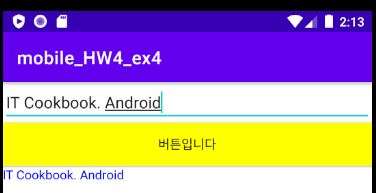 2:13
mobile_HW4_ex4
IT Cookbook. Android
버튼입니다
IT Cookbook. Android